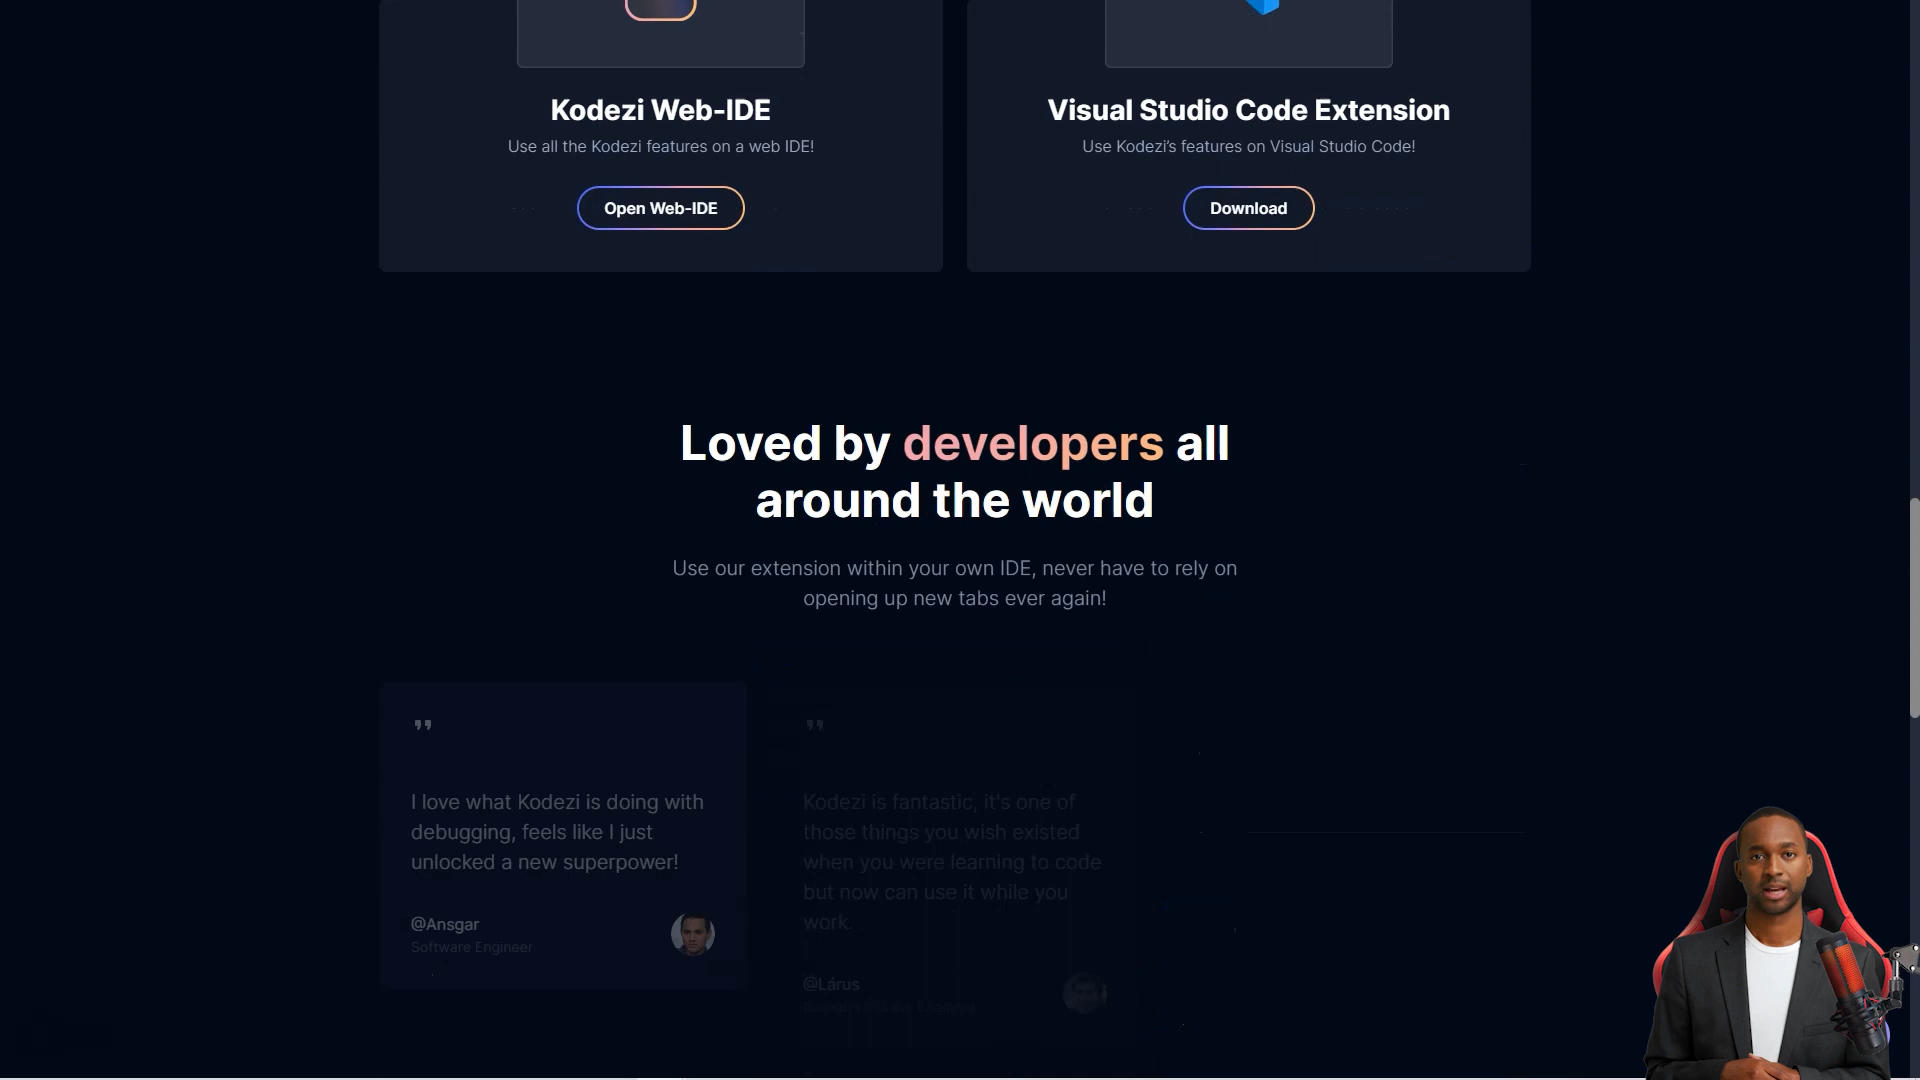 Kodezi Web-IDE
Use all the Kodezi features on a web IDE!
Open Web-IDE
Visual Studio Code Extension
Use Kodezi’s features on Visual Studio Code!
Download
Loved by developers all
around the world
Use our extension within your own IDE, never have to rely on
opening up new tabs ever again!
"
I love what Kodezi is doing with
debugging, feels like I just
unlocked a new superpower!
@Ansgar
Software Engineer
"
Kodezi is fantastic, it's one of
those things you wish existed
when you were learning to code
but now can use it while you
work.
@Lárus